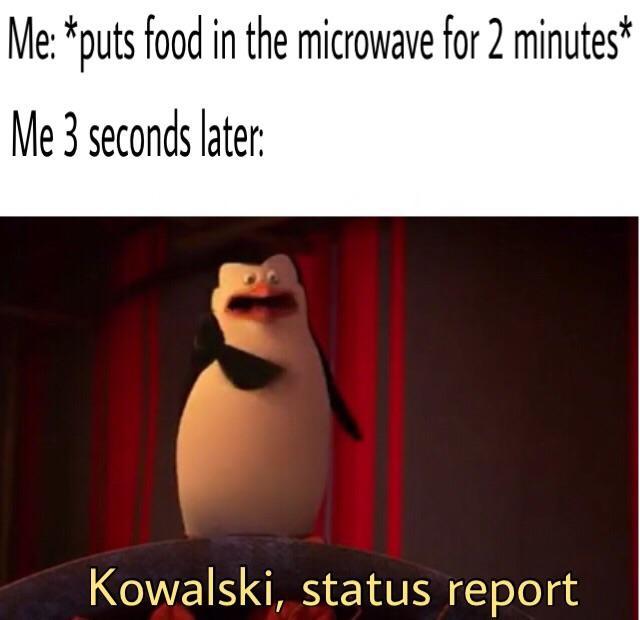 Me: *puts food in the microwave for 2 minutes*
Me 3 seconds later:
Kowalski, status report